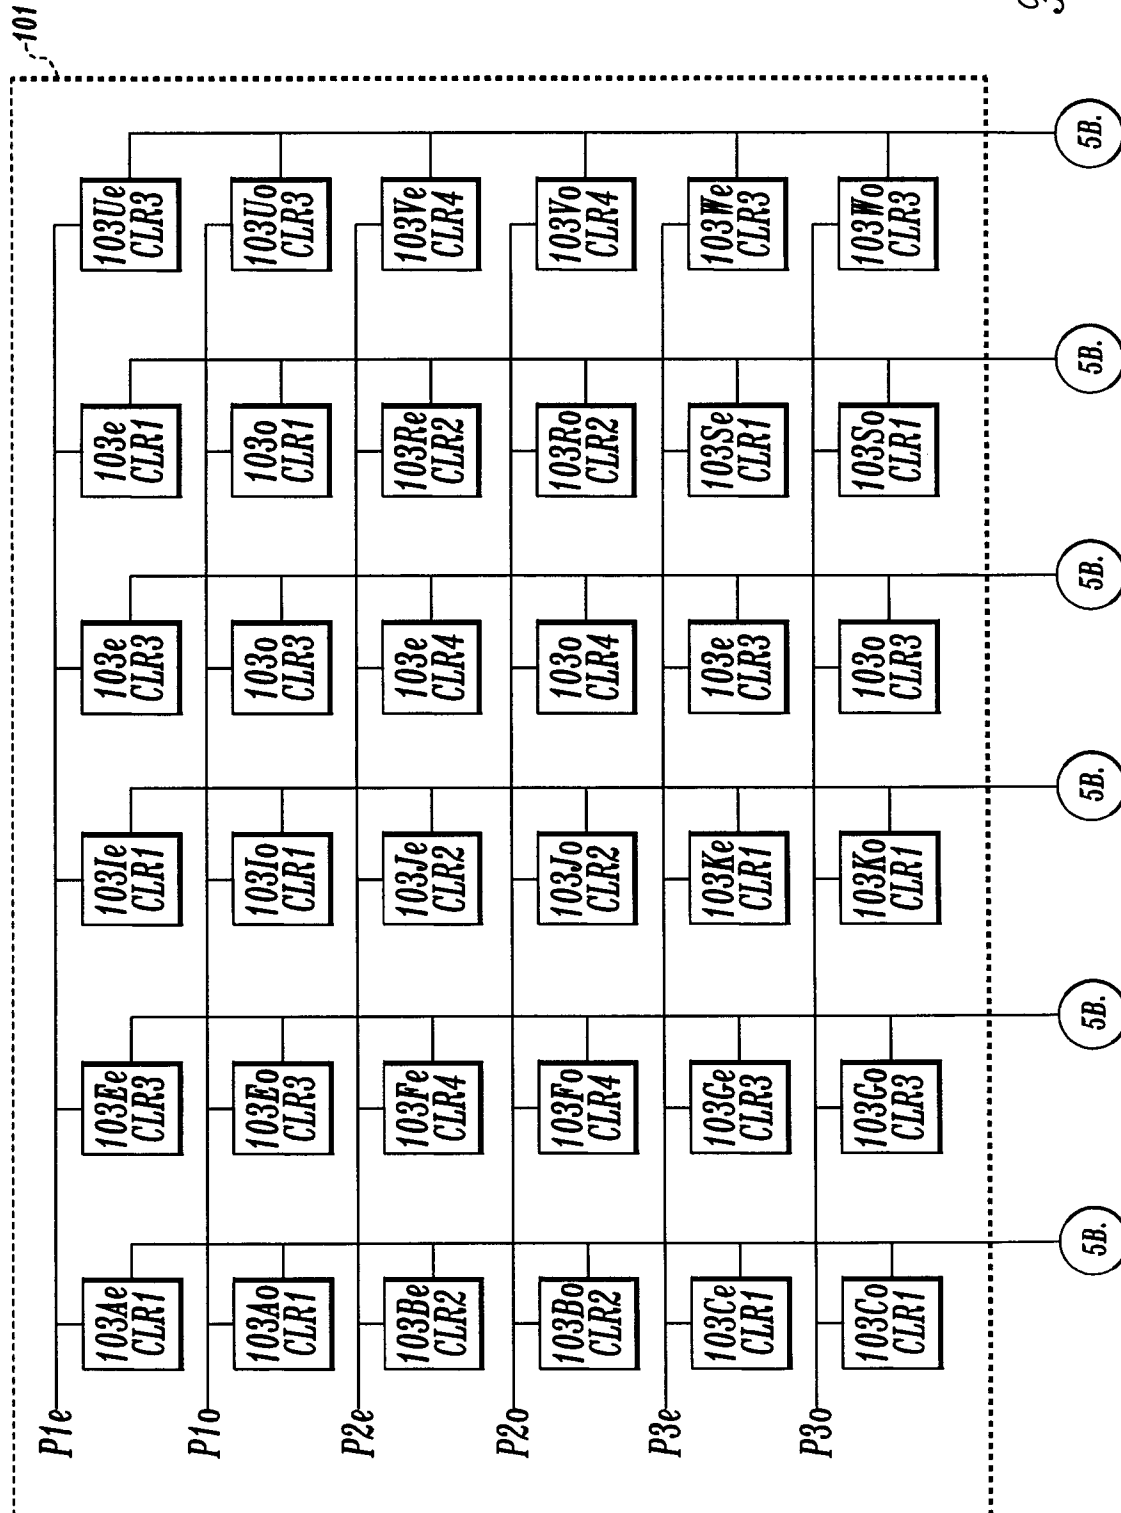 101
P1e
103Ae
CLR1
103Ee
CLR3
103Ie
CLR1
103e
CLR3
103e
CLR1
103Ue
CLR3
P1o
103Ao
CLR1
103Eo
CLR3
103Io
CLR1
103o
CLR3
103o
CLR1
103Uo
CLR3
P2e
103Be
CLR2
103Fe
CLR4
103Je
CLR2
103e
CLR4
103Re
CLR2
103Ve
CLR4
P2o
103Bo
CLR2
103Fo
CLR4
103Jo
CLR2
103o
CLR4
103Ro
CLR2
103Vo
CLR4
P3e
103Ce
CLR1
103Ge
CLR3
103Ke
CLR1
103e
CLR3
103Se
CLR1
103We
CLR3
P3o
103Co
CLR1
103Go
CLR3
103Ko
CLR1
103o
CLR3
103So
CLR1
103Wo
CLR3
5B.
5B.
5B.
5B.
5B.
5B.